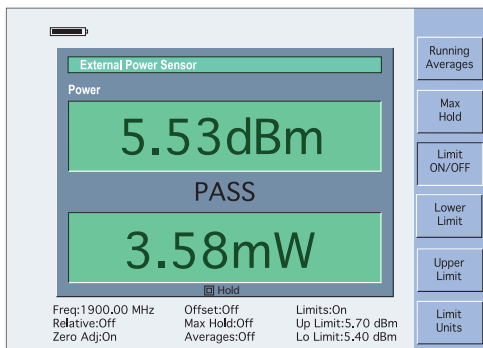 External Power Sensor
Power
5.53dBm
PASS
3.58mW
Hold
Freq:1900.00 MHz Offset:Off Limits:On
Relative:Off Max Hold:Off Up Limit:5.70 dBm
Zero Adj:On Averages:Off Lo Limit:5.40 dBm
Running
Averages
Max
Hold
Limit
ON/OFF
Lower
Limit
Upper
Limit
Limit
Units